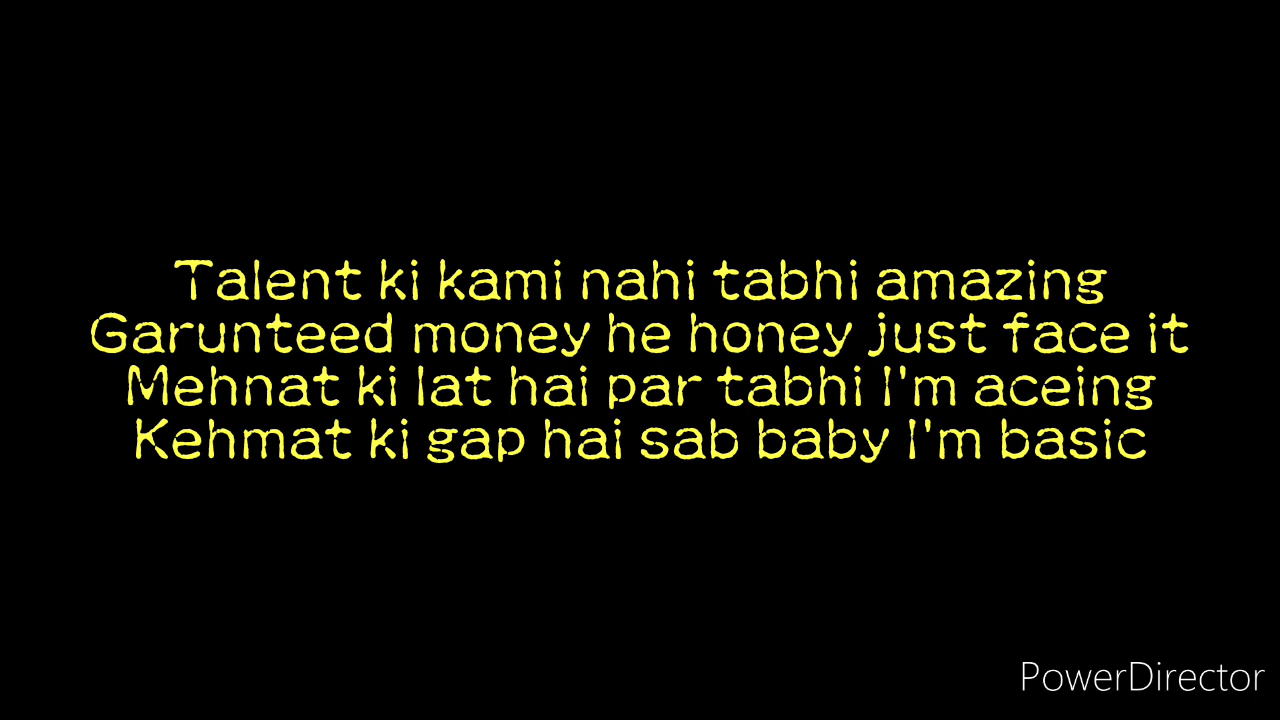 Talent ki kami nahi tabhi amazing
Garunteed money he honey just face it
Mehnat ki lat hai par tabhi I'm aceing
Kehmat ki gap hai sab baby I'm basic
PowerDirector